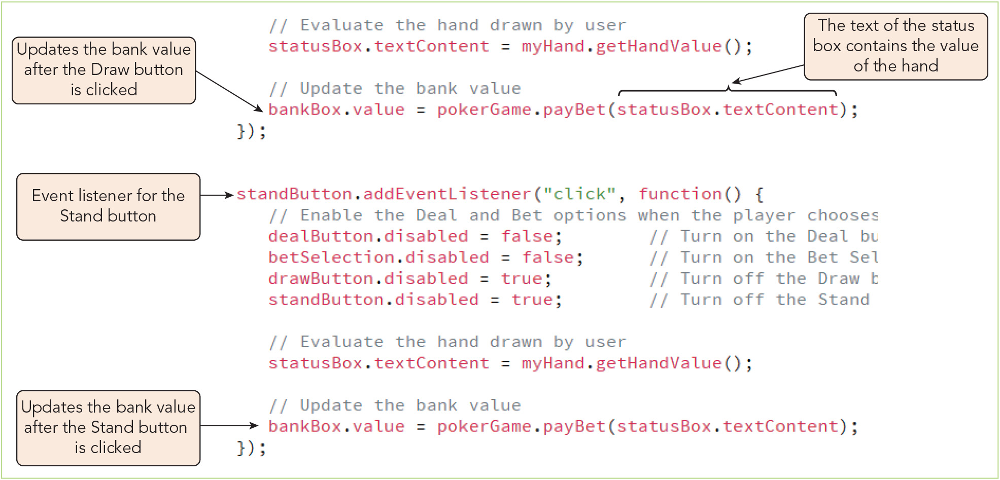 // Evaluate the hand drawn by user
statusBox.textContent = myHand.getHandValue();
The text of the status
box contains the value
of the hand
Updates the bank value
after the Draw button
is clicked
// Update the bank value
bankBox.value = pokerGame.payBet(statusBox.textContent);
});
Event listener for the
Stand button
standButton.addEventListener("click", function() {
// Enable the Deal and Bet options when the player chooses
dealButton.disabled = false; // Turn on the Deal bu
betSelection.disabled = false; // Turn on the Bet Sel
drawButton.disabled = true; // Turn off the Draw b
standButton.disabled = true; // Turn off the Stand
// Evaluate the hand drawn by user
statusBox.textContent = myHand.getHandValue();
Updates the bank value
after the Stand button
is clicked
// Update the bank value
bankBox.value = pokerGame.payBet(statusBox.textContent);
});